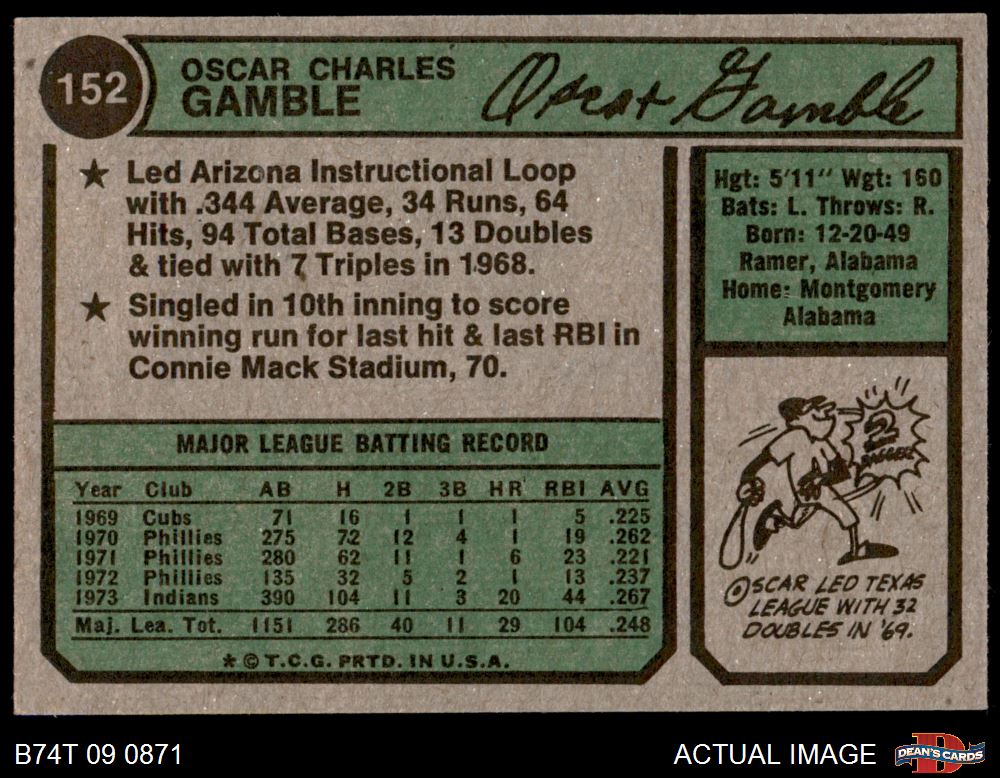 152
OSCAR CHARLES
GAMBLE
Oscar Gamble
★ Led Arizona Instructional Loop
with .344 Average, 34 Runs, 64
Hits, 94 Total Bases, 13 Doubles
& tied with 7 Triples in 1968.
★ Singled in 10th inning to score
winning run for last hit & last RBI in
Connie Mack Stadium, 70.
Hgt: 5'11" Wgt: 160
Bats: L. Throws: R.
Born: 12-20-49
Ramer, Alabama
Home: Montgomery
Alabama
MAJOR LEAGUE BATTING RECORD
Year Club AB H 2B 3B HR RBI AVG
1969 Cubs 71 16 1 1 1 5 .225
1970 Phillies 275 72 12 4 1 19 .262
1971 Phillies 280 62 11 1 6 23 .221
1972 Phillies 135 32 5 2 1 13 .237
1973 Indians 390 104 11 3 20 44 .267
Maj. Lea. Tot. 1151 286 40 11 29 104 .248
* © T.C.G. PRTD. IN U.S.A.
2
BAGGER
OSCAR LED TEXAS
LEAGUE WITH 32
DOUBLES IN '69.
B74T 09 0871
ACTUAL IMAGE
DEAN'S CARDS